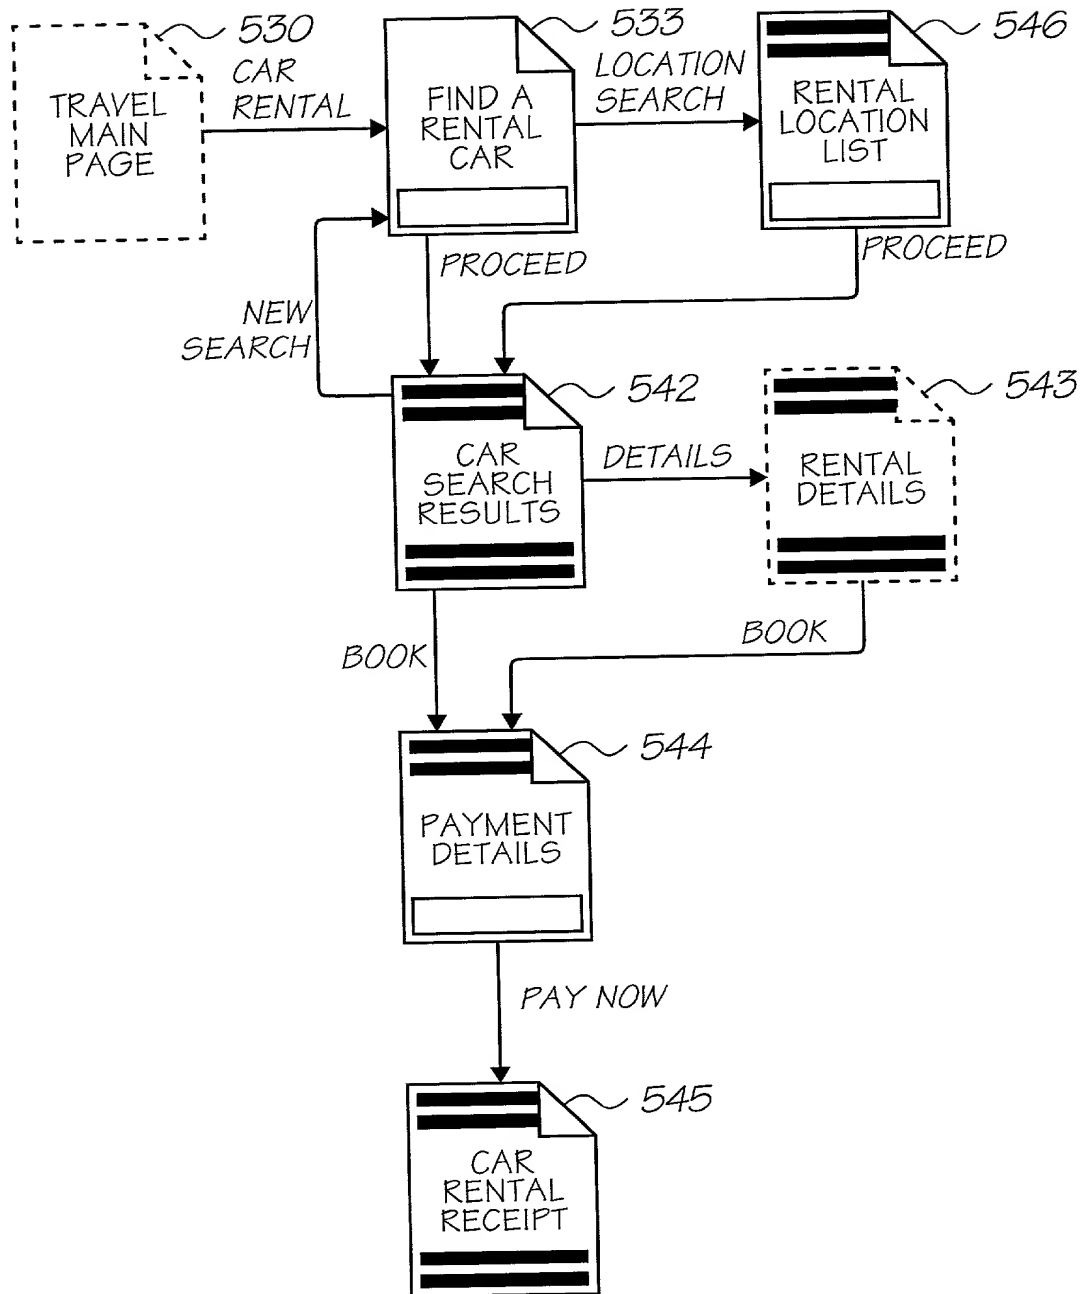 530
533
546
CAR
RENTAL
LOCATION
SEARCH
TRAVEL
MAIN
PAGE
FIND A
RENTAL
CAR
RENTAL
LOCATION
LIST
PROCEED
PROCEED
NEW
SEARCH
542
543
CAR
SEARCH
RESULTS
DETAILS
RENTAL
DETAILS
BOOK
BOOK
544
PAYMENT
DETAILS
PAY NOW
545
CAR
RENTAL
RECEIPT